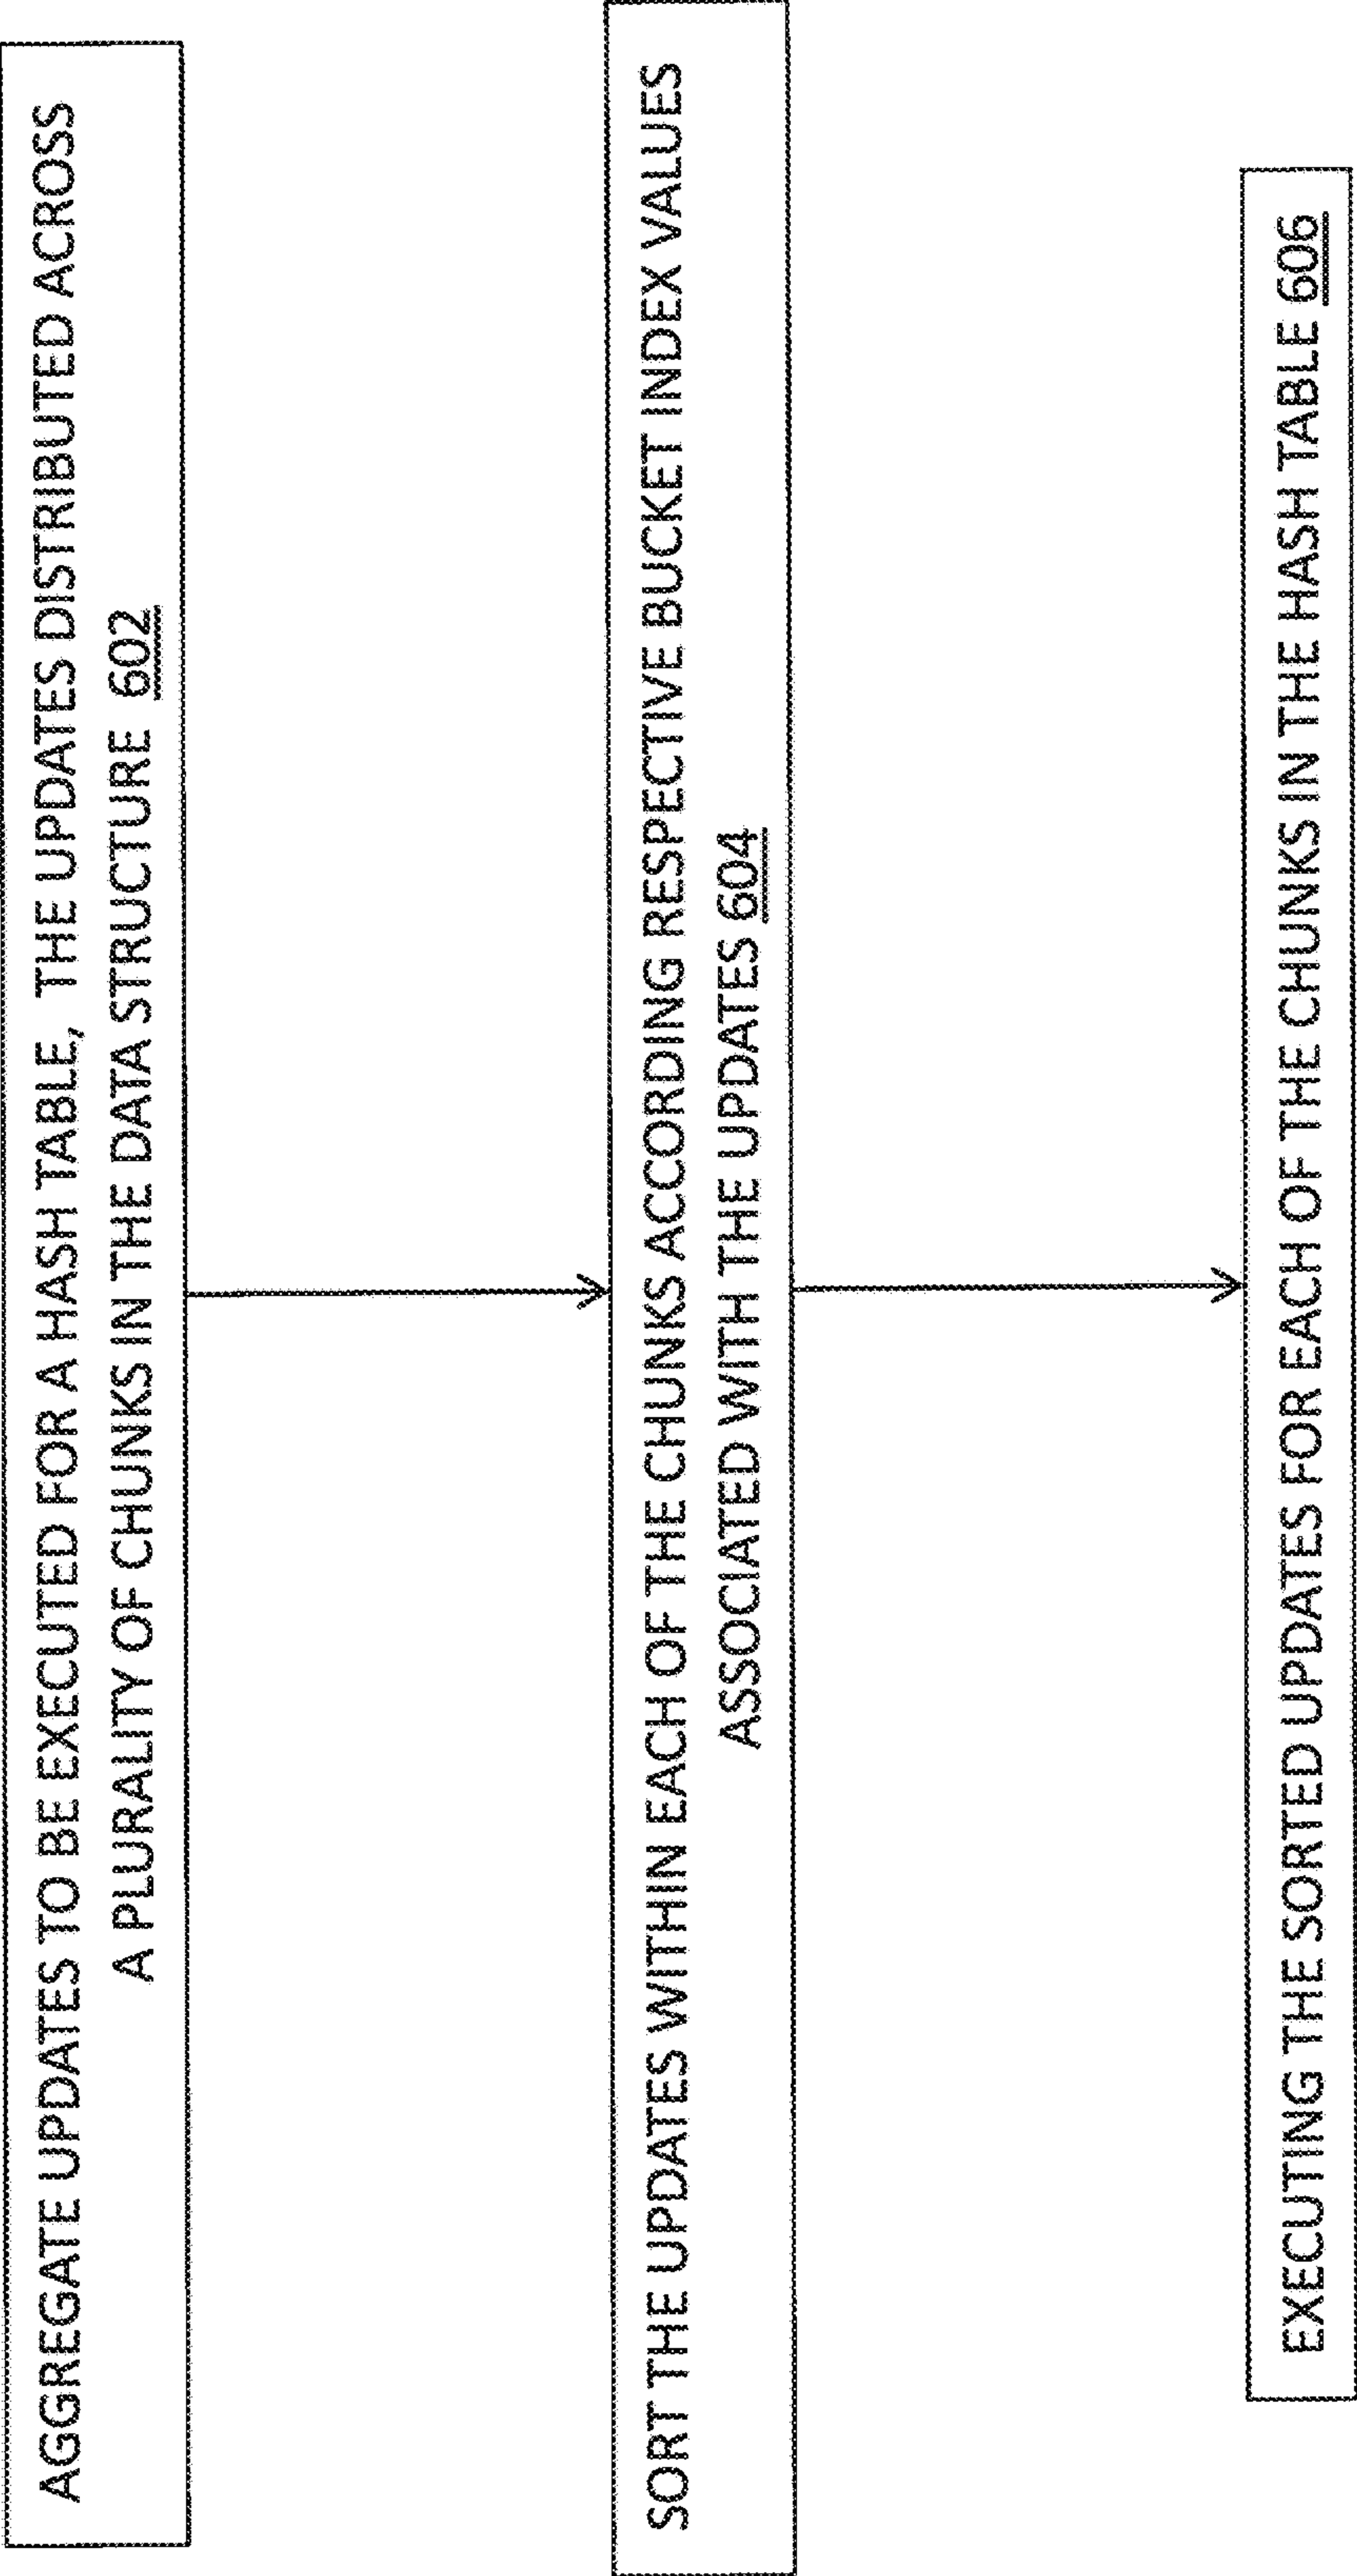 AGGREGATE UPDATES TO BE EXECUTED FOR A HASH TABLE, THE UPDATES DISTRIBUTED ACROSS
A PLURALITY OF CHUNKS IN THE DATA STRUCTURE 602
SORT THE UPDATES WITHIN EACH OF THE CHUNKS ACCORDING RESPECTIVE BUCKET INDEX VALUES
ASSOCIATED WITH THE UPDATES 604
EXECUTING THE SORTED UPDATES FOR EACH OF THE CHUNKS IN THE HASH TABLE 606